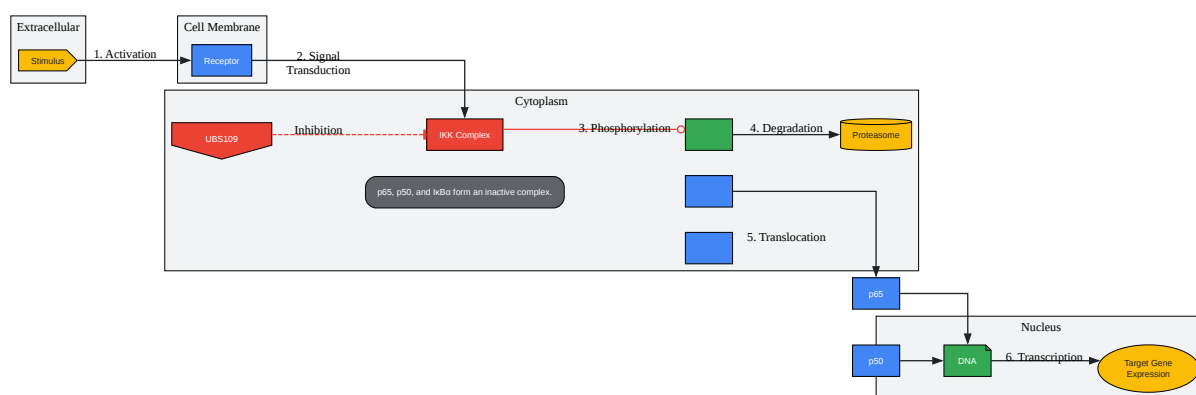 Extracellular
Cell Membrane
Stimulus
1. Activation
Receptor
2. Signal
Transduction
Cytoplasm
UBS109
Inhibition
IKK Complex
3. Phosphorylation
4. Degradation
Proteasome
p65, p50, and IκBα form an inactive complex.
5. Translocation
p65
Nucleus
p50
DNA
6. Transcription
Target Gene
Expression